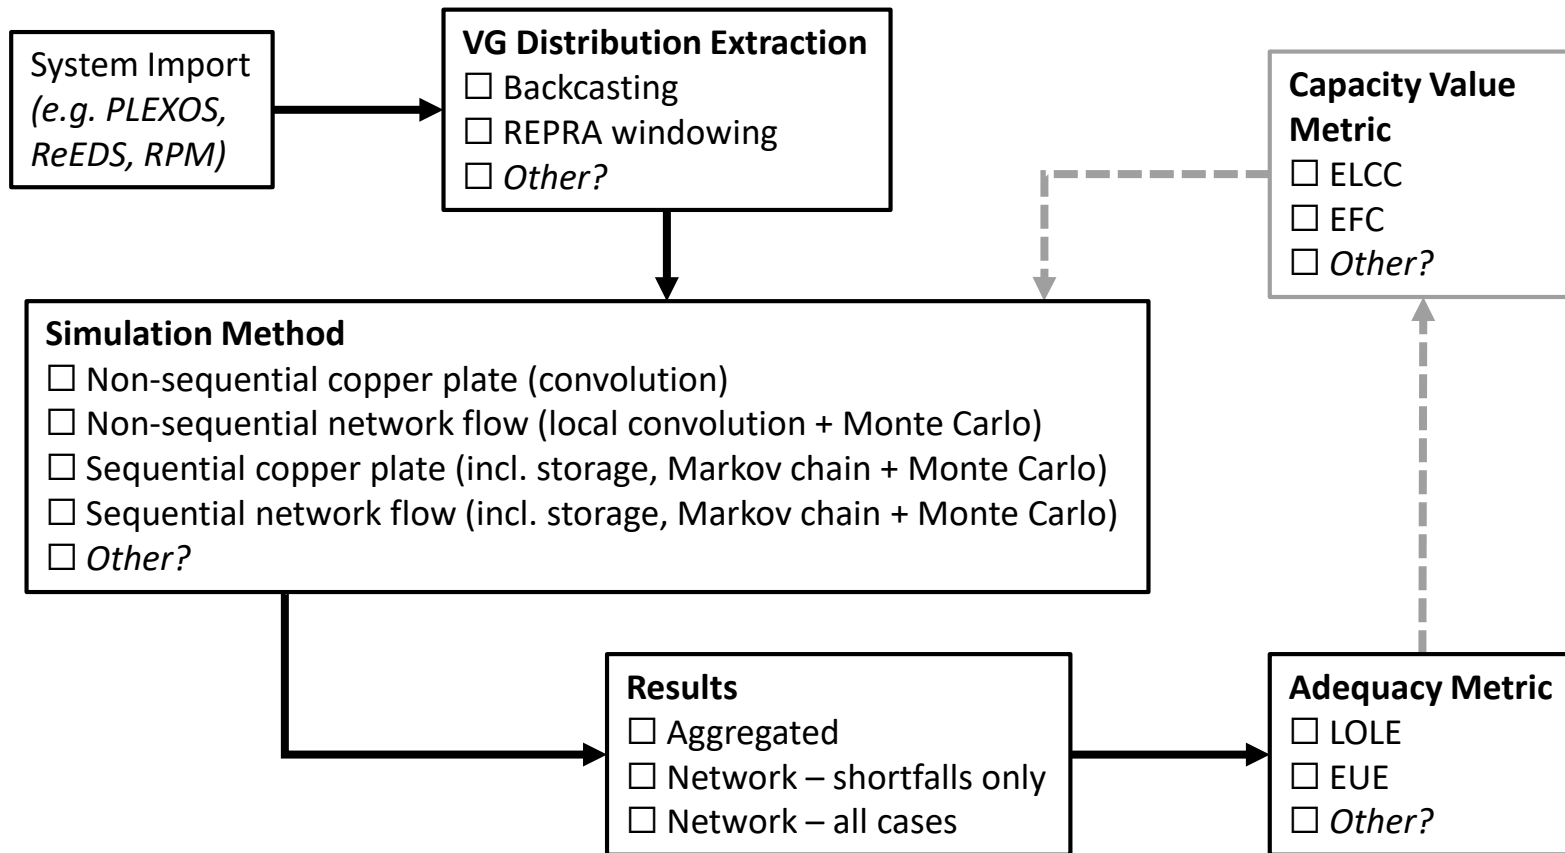 System Import
(e.g. PLEXOS,
ReEDS, RPM)
VG Distribution Extraction
☐ Backcasting
☐ REPRA windowing
☐ Other?
Capacity Value
Metric
☐ ELCC
☐ EFC
☐ Other?
Simulation Method
☐ Non-sequential copper plate (convolution)
☐ Non-sequential network flow (local convolution + Monte Carlo)
☐ Sequential copper plate (incl. storage, Markov chain + Monte Carlo)
☐ Sequential network flow (incl. storage, Markov chain + Monte Carlo)
☐ Other?
Results
☐ Aggregated
☐ Network – shortfalls only
☐ Network – all cases
Adequacy Metric
☐ LOLE
☐ EUE
☐ Other?